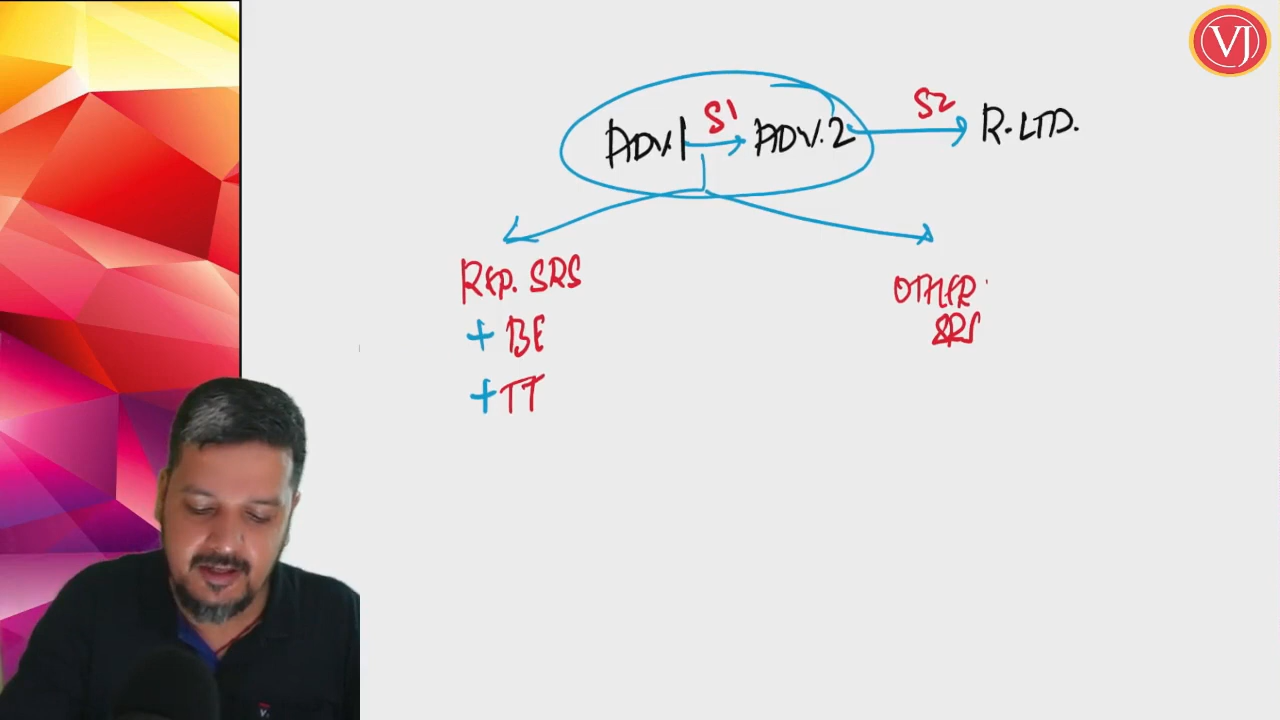 VJ
S1
S2
ADV.1 ADV.2 R.LTD.
REP. SRS
+ BE
+ TT
OTHER
SRS